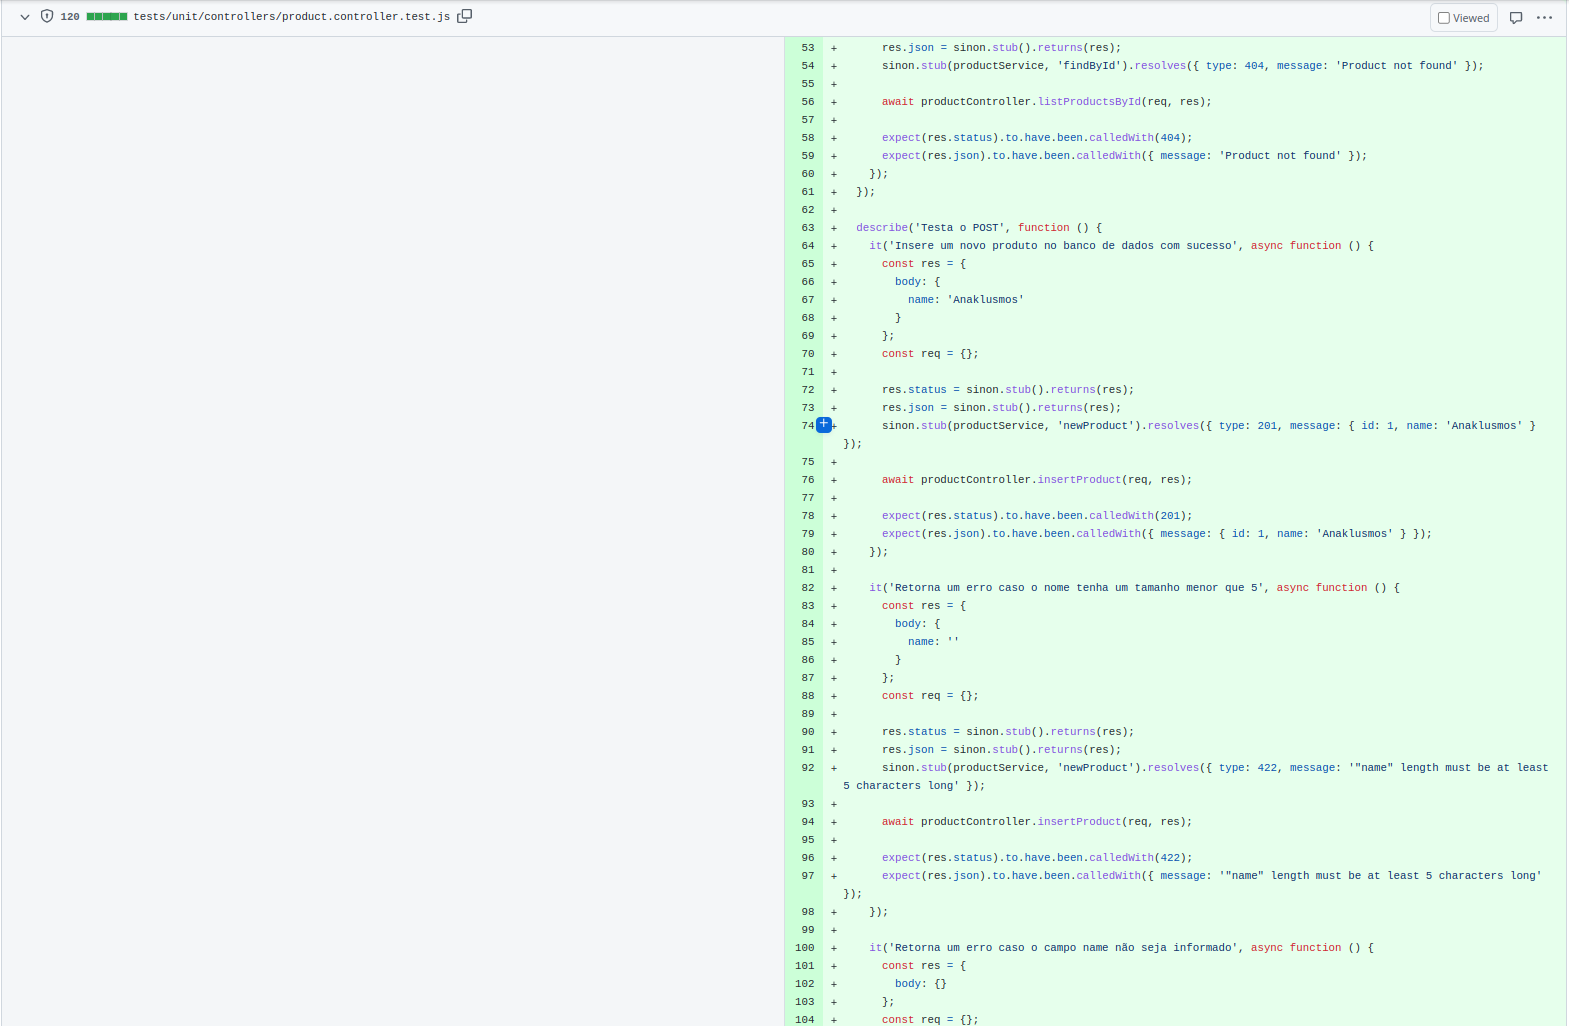 120 tests/unit/controllers/product.controller.test.js Viewed
53 + res.json = sinon.stub().returns(res);
54 + sinon.stub(productService, 'findById').resolves({ type: 404, message: 'Product not found' });
55 +
56 + await productController.listProductsById(req, res);
57 +
58 + expect(res.status).to.have.been.calledWith(404);
59 + expect(res.json).to.have.been.calledWith({ message: 'Product not found' });
60 + });
61 + });
62 +
63 + describe('Testa o POST', function () {
64 + it('Insere um novo produto no banco de dados com sucesso', async function () {
65 + const res = {
66 + body: {
67 + name: 'Anaklusmos'
68 + }
69 + };
70 + const req = {};
71 +
72 + res.status = sinon.stub().returns(res);
73 + res.json = sinon.stub().returns(res);
74 + sinon.stub(productService, 'newProduct').resolves({ type: 201, message: { id: 1, name: 'Anaklusmos' }
});
75 +
76 + await productController.insertProduct(req, res);
77 +
78 + expect(res.status).to.have.been.calledWith(201);
79 + expect(res.json).to.have.been.calledWith({ message: { id: 1, name: 'Anaklusmos' } });
80 + });
81 +
82 + it('Retorna um erro caso o nome tenha um tamanho menor que 5', async function () {
83 + const res = {
84 + body: {
85 + name: ''
86 + }
87 + };
88 + const req = {};
89 +
90 + res.status = sinon.stub().returns(res);
91 + res.json = sinon.stub().returns(res);
92 + sinon.stub(productService, 'newProduct').resolves({ type: 422, message: '"name" length must be at least
5 characters long' });
93 +
94 + await productController.insertProduct(req, res);
95 +
96 + expect(res.status).to.have.been.calledWith(422);
97 + expect(res.json).to.have.been.calledWith({ message: '"name" length must be at least 5 characters long'
});
98 + });
99 +
100 + it('Retorna um erro caso o campo name não seja informado', async function () {
101 + const res = {
102 + body: {}
103 + };
104 + const req = {};